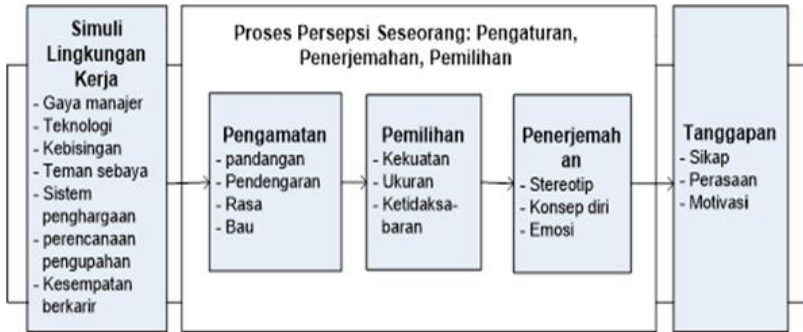 Simuli
Lingkungan
Kerja
- Gaya manajer
- Teknologi
- Kebisingan
- Teman sebaya
- Sistem
penghargaan
- perencanaan
pengupahan
- Kesempatan
berkarir
Proses Persepsi Seseorang: Pengaturan,
Penerjemahan, Pemilihan
Pengamatan
- pandangan
- Pendengaran
- Rasa
- Bau
Pemilihan
- Kekuatan
- Ukuran
- Ketidaksa-
baran
Penerjemah
an
- Stereotip
- Konsep diri
- Emosi
Tanggapan
- Sikap
- Perasaan
- Motivasi